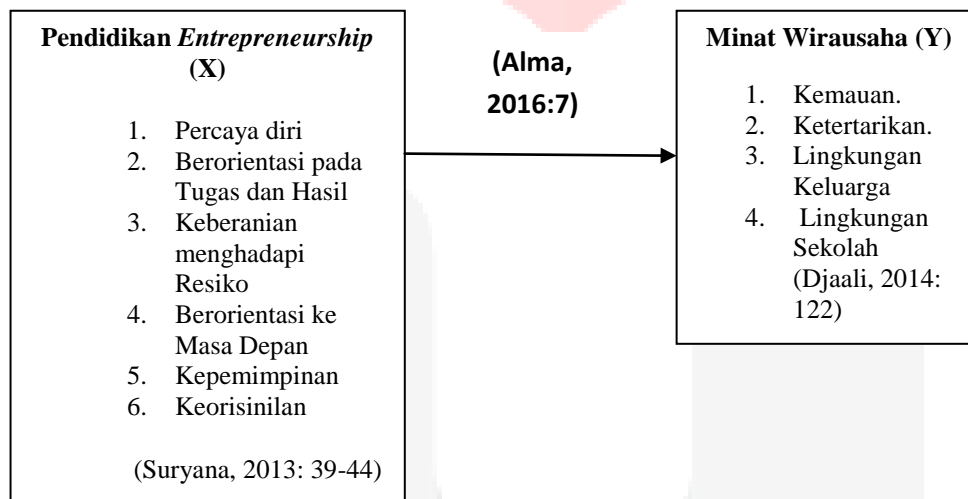 Pendidikan Entrepreneurship
(X)
1. Percaya diri
2. Berorientasi pada
Tugas dan Hasil
3. Keberanian
menghadapi
Resiko
4. Berorientasi ke
Masa Depan
5. Kepemimpinan
6. Keorisinilan
(Suryana, 2013: 39-44)
(Alma,
2016:7)
Minat Wirausaha (Y)
1. Kemauan.
2. Ketertarikan.
3. Lingkungan
Keluarga
4. Lingkungan
Sekolah
(Djaali, 2014:
122)